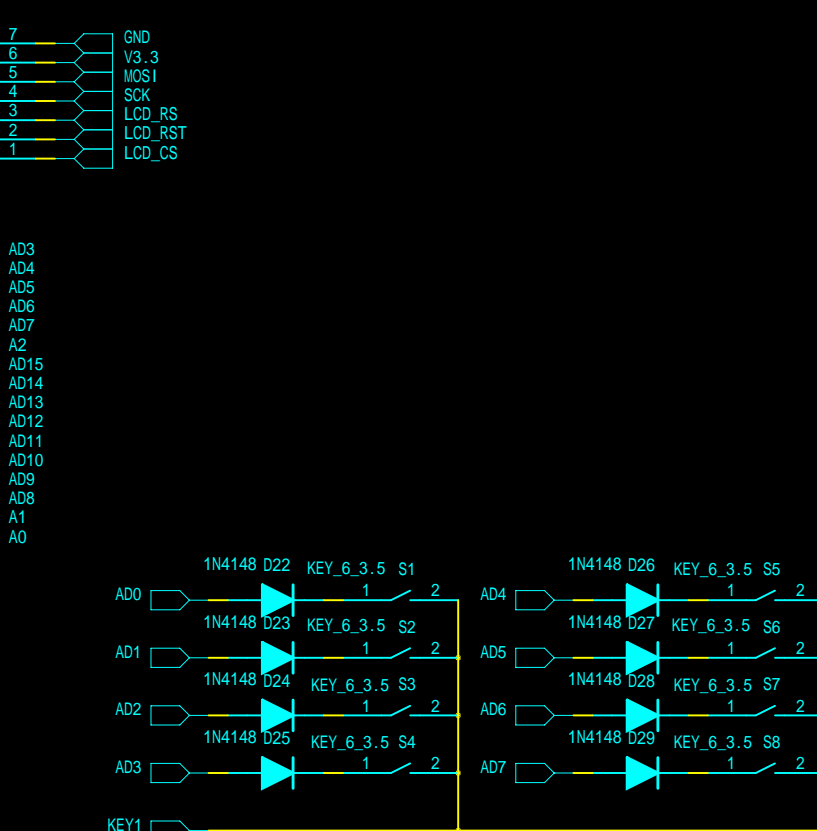 7 GND
6 V3.3
5 MOSI
4 SCK
3 LCD_RS
2 LCD_RST
1 LCD_CS
AD3
AD4
AD5
AD6
AD7
A2
AD15
AD14
AD13
AD12
AD11
AD10
AD9
AD8
A1
A0
1N4148 D22 KEY_6_3.5 S1 1N4148 D26 KEY_6_3.5 S5
AD0 1 2 AD4 1 2
1N4148 D23 KEY_6_3.5 S2 1N4148 D27 KEY_6_3.5 S6
AD1 1 2 AD5 1 2
1N4148 D24 KEY_6_3.5 S3 1N4148 D28 KEY_6_3.5 S7
AD2 1 2 AD6 1 2
1N4148 D25 KEY_6_3.5 S4 1N4148 D29 KEY_6_3.5 S8
AD3 1 2 AD7 1 2
KEY1